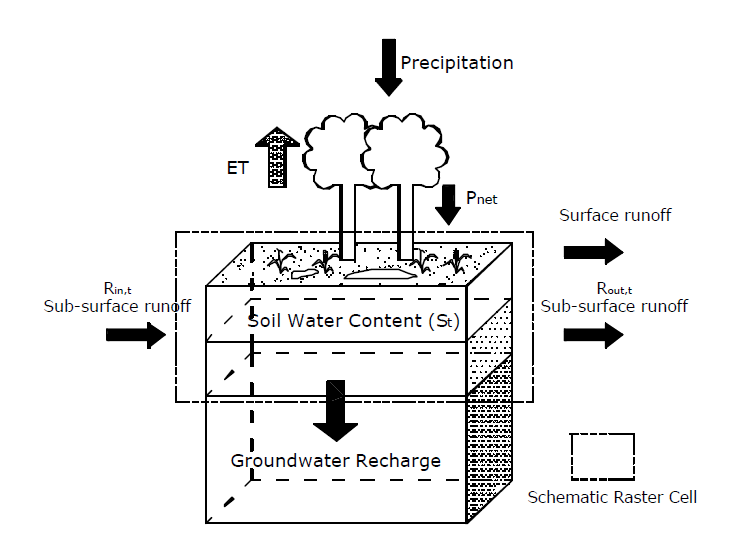 Precipitation
ET
Pnet
Surface runoff
Rin,t
Sub-surface runoff
Rout,t
Sub-surface runoff
Soil Water Content (St)
Groundwater Recharge
Schematic Raster Cell